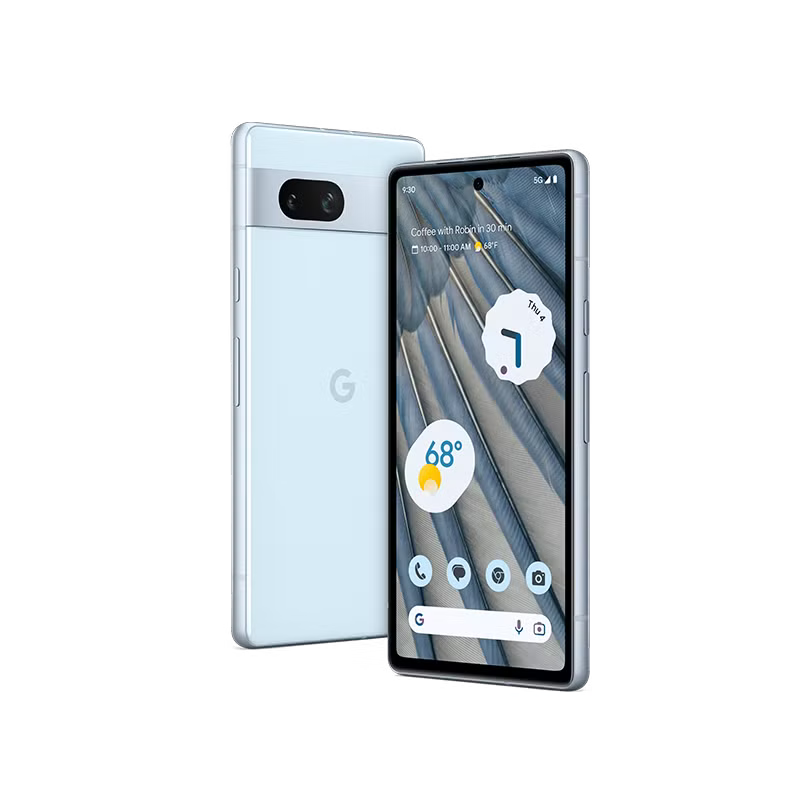 G
9:30
5G
Coffee with Robin in 30 min
10:00 - 11:00 AM 68°F
Thu 4
68°
G